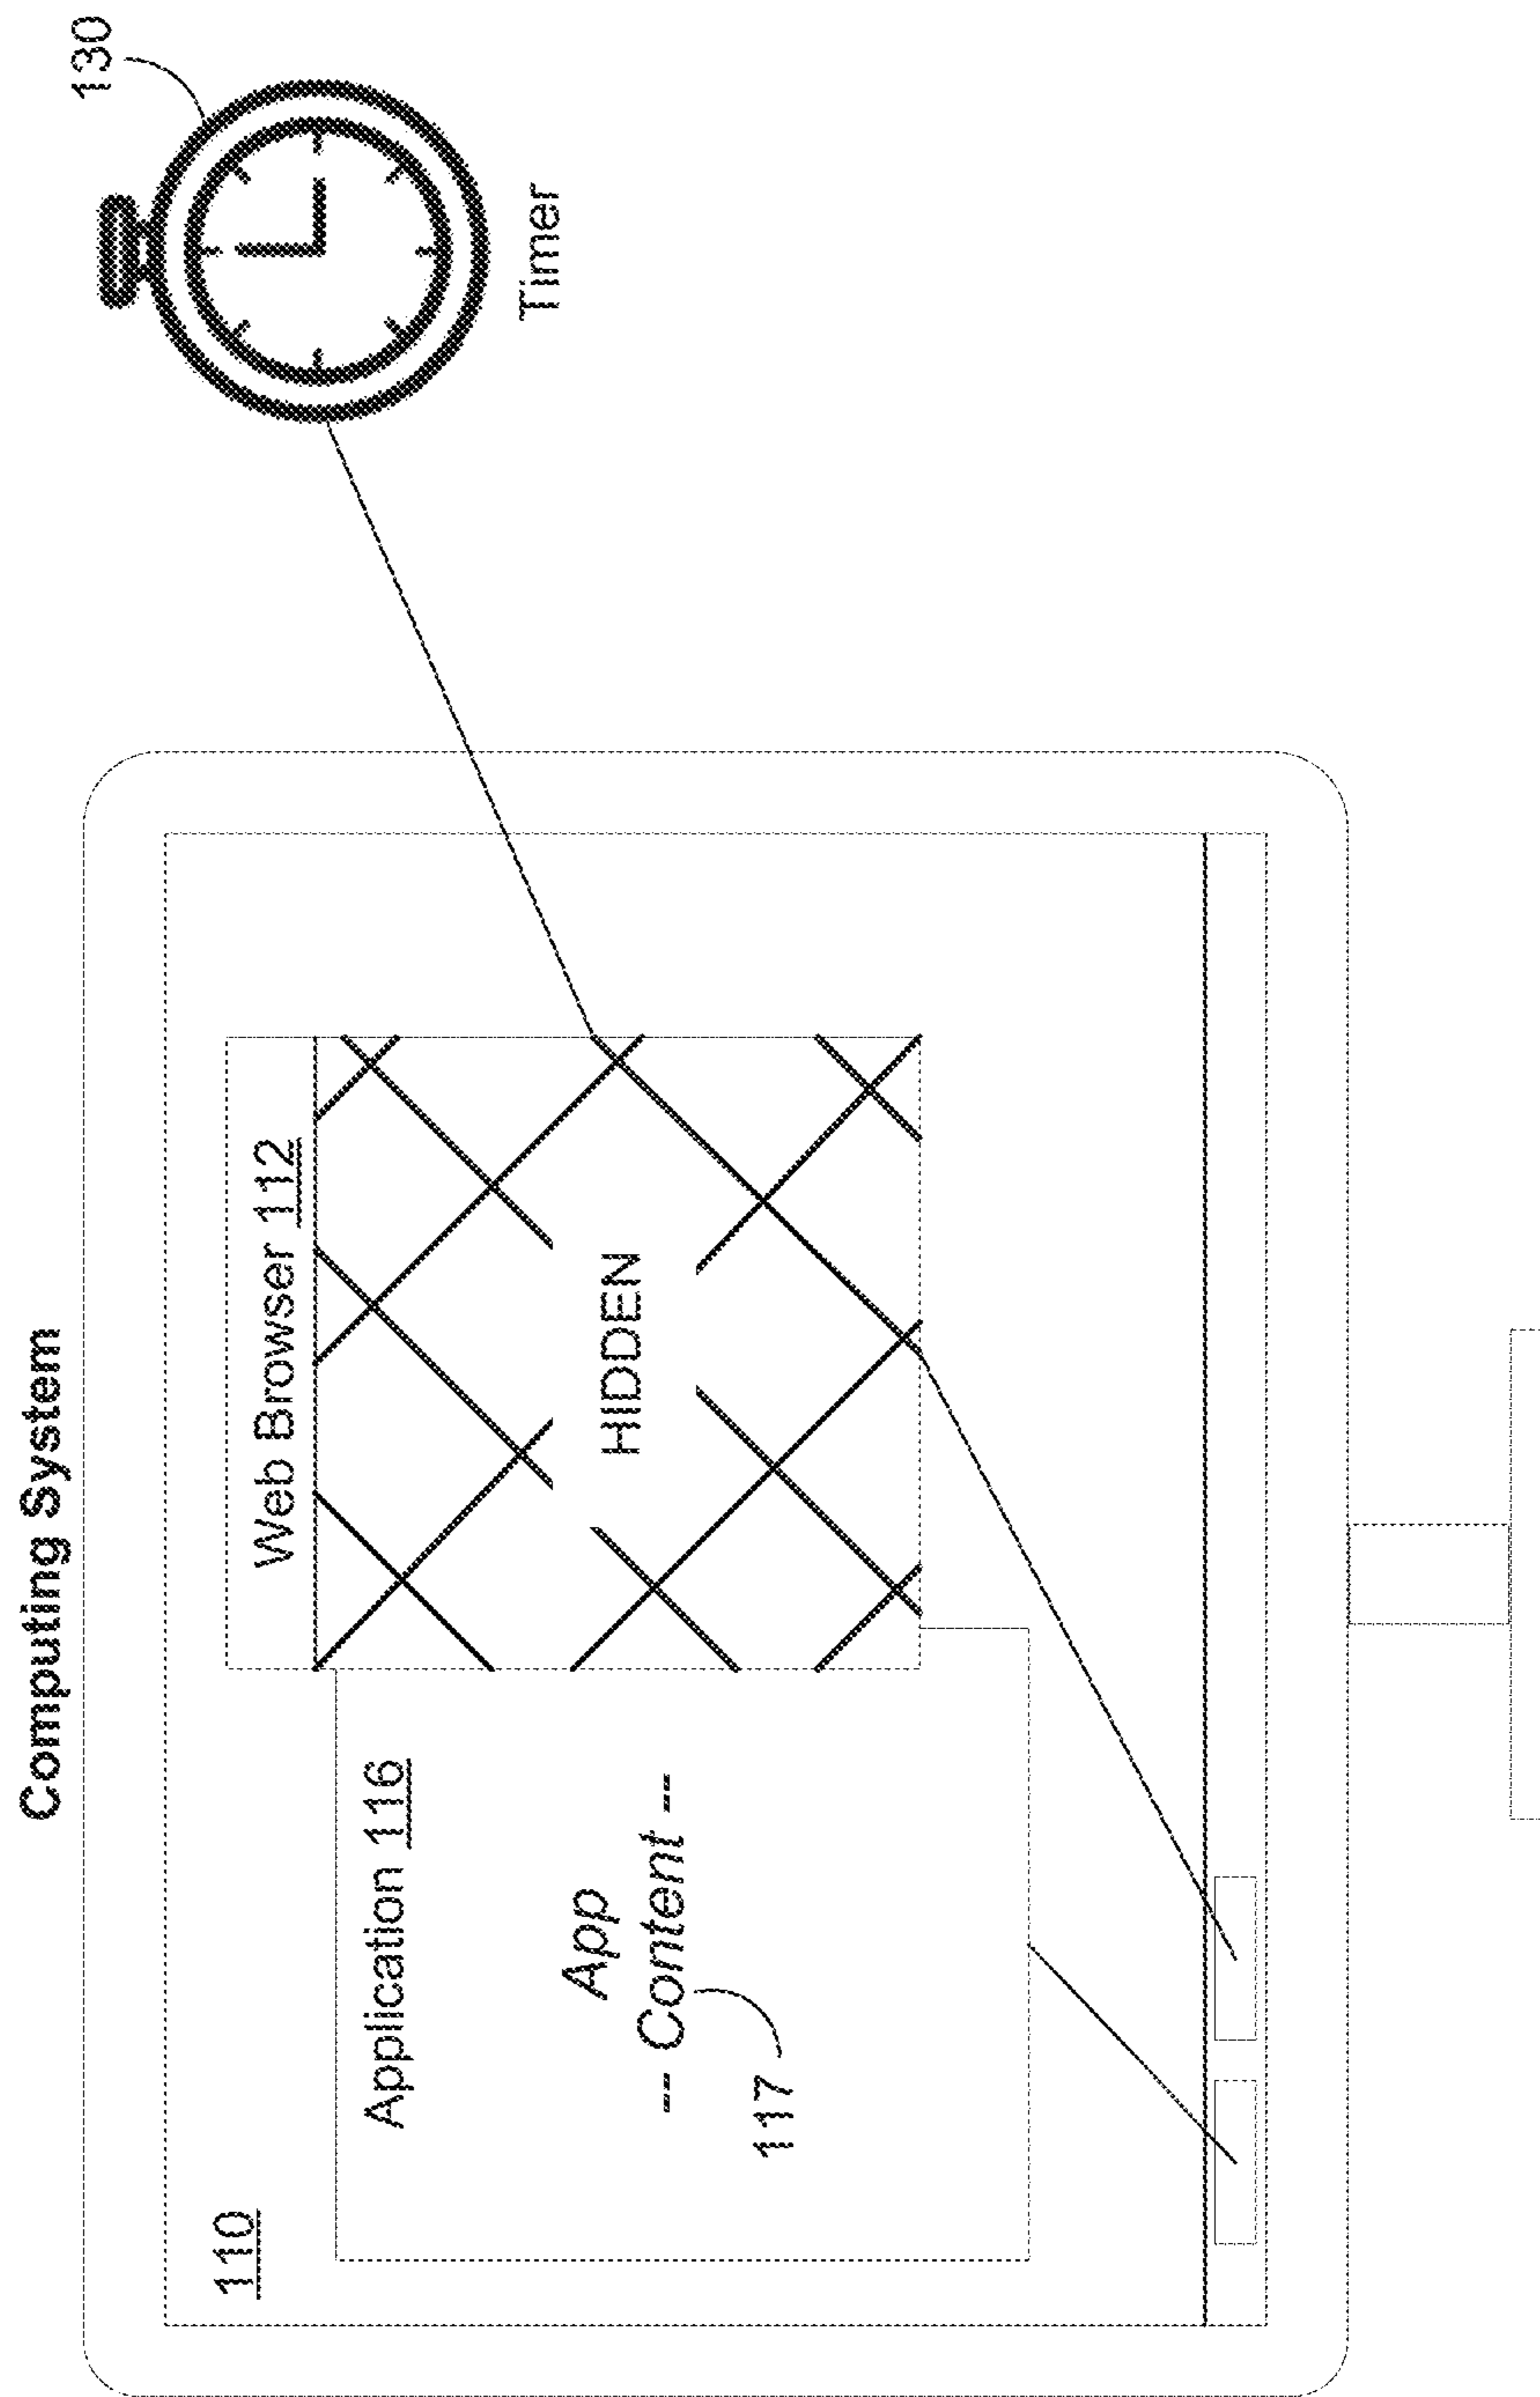 Computing System
110
Web Browser 112
HIDDEN
Application 116
App
-- Content --
117
130
Timer